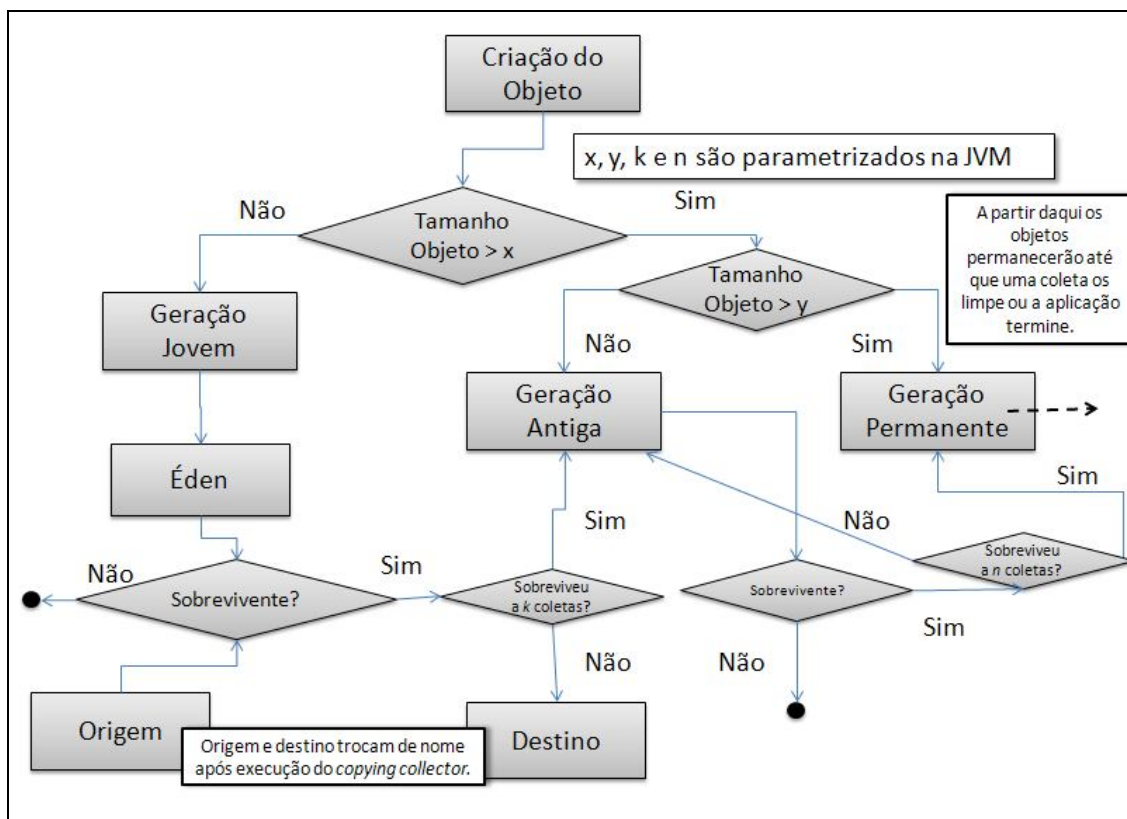 Criação do
Objeto
x, y, k e n são parametrizados na JVM
Não
Sim
Tamanho
Objeto > x
A partir daqui os
objetos
permanecerão até
que uma coleta os
limpe ou a aplicação
termine.
Tamanho
Objeto > y
Geração
Jovem
Não
Sim
Geração
Antiga
Geração
Permanente
Éden
Sim
Sim
Não
Não
Sim
Sobrevivente?
Sobreviveu
a k coletas?
Sobrevivente?
Sobreviveu
a n coletas?
Sim
Não
Não
Origem
Destino
Origem e destino trocam de nome
após execução do copying collector.